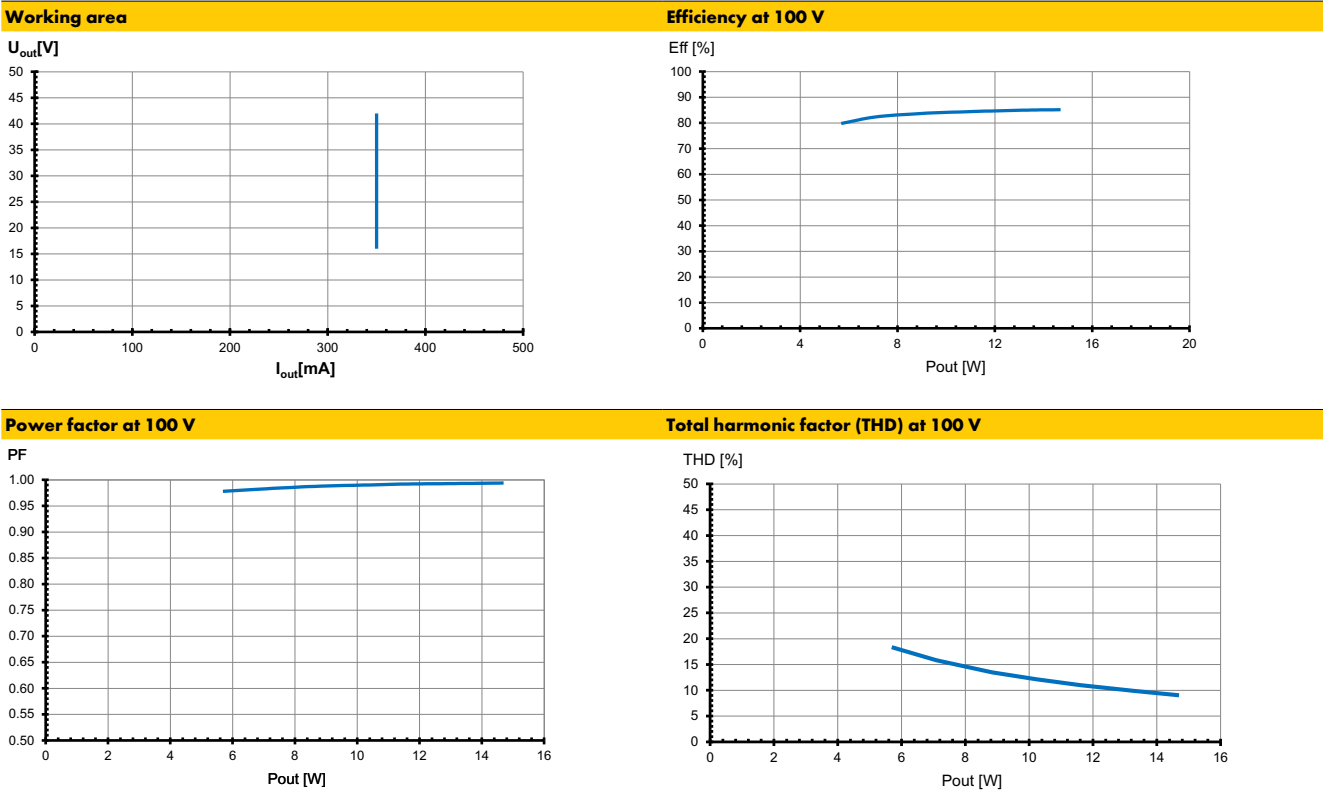 Working area
U_out[V]
50
45
40
35
30
25
20
15
10
5
0
0 100 200 300 400 500
I_out[mA]
Efficiency at 100 V
Eff [%]
100
90
80
70
60
50
40
30
20
10
0
0 4 8 12 16 20
Pout [W]
Power factor at 100 V
PF
1.00
0.95
0.90
0.85
0.80
0.75
0.70
0.65
0.60
0.55
0.50
0 2 4 6 8 10 12 14 16
Pout [W]
Total harmonic factor (THD) at 100 V
THD [%]
50
45
40
35
30
25
20
15
10
5
0
0 2 4 6 8 10 12 14 16
Pout [W]